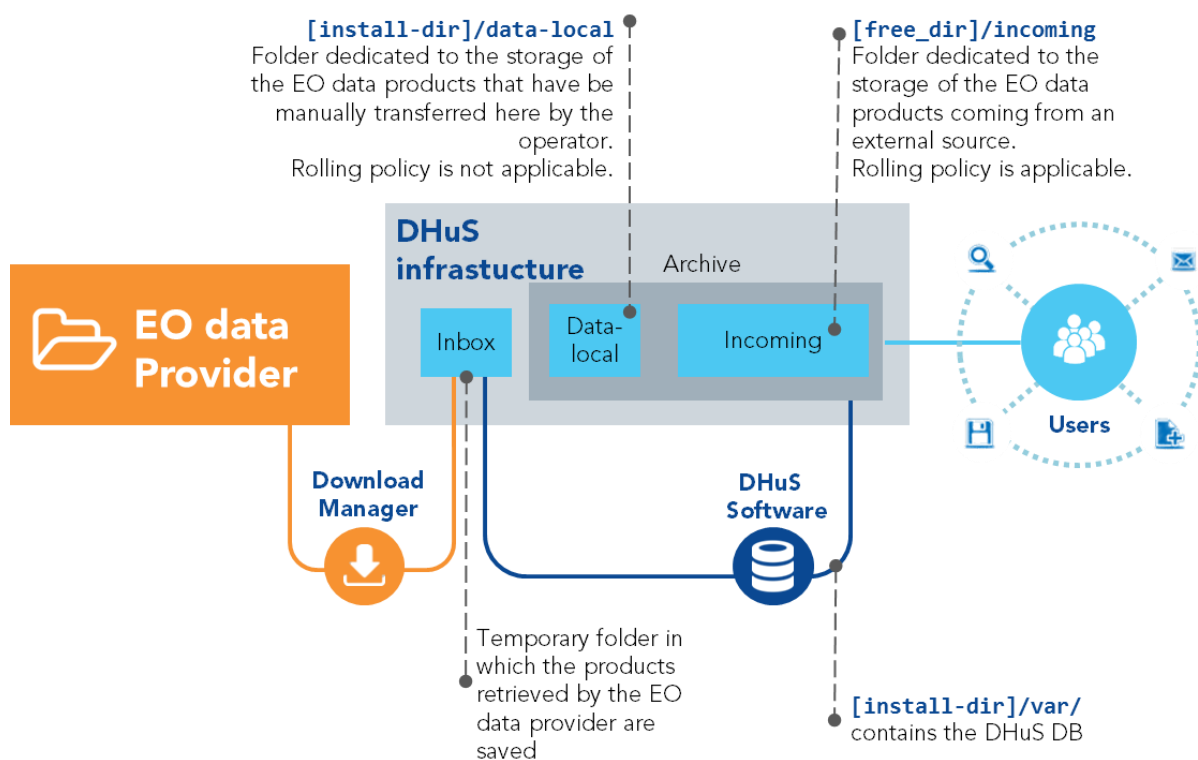 [install-dir]/data-local
Folder dedicated to the storage of
the EO data products that have be
manually transferred here by the
operator.
Rolling policy is not applicable.
[free_dir]/incoming
Folder dedicated to the
storage of the EO data
products coming from an
external source.
Rolling policy is applicable.
DHuS
infrastucture
Archive
EO data
Provider
Inbox
Data-
local
Incoming
Users
Download
Manager
DHuS
Software
Temporary folder in
which the products
retrieved by the EO
data provider are
saved
[install-dir]/var/
contains the DHuS DB